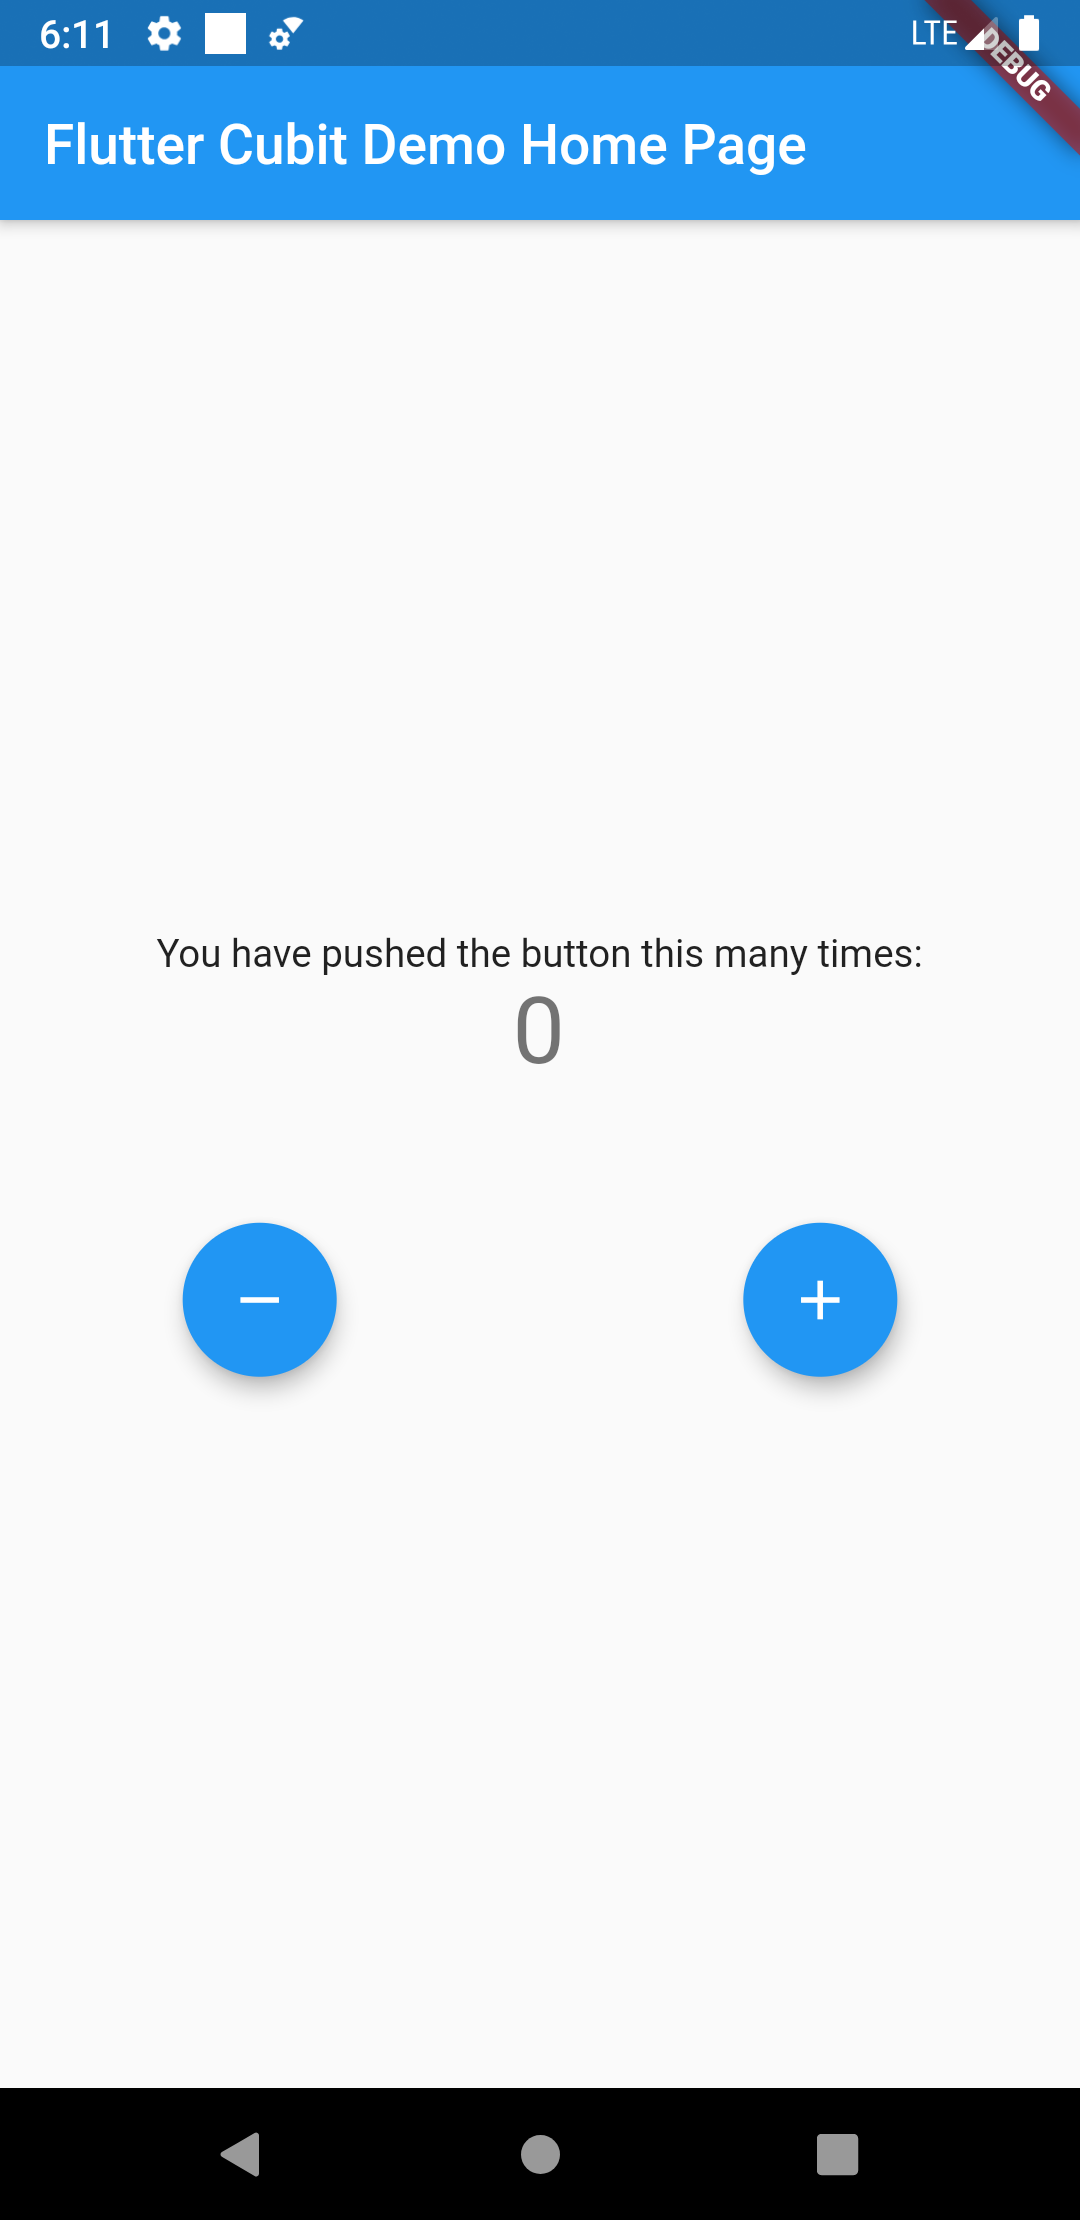 6:11 LTE
DEBUG
Flutter Cubit Demo Home Page
You have pushed the button this many times:
0